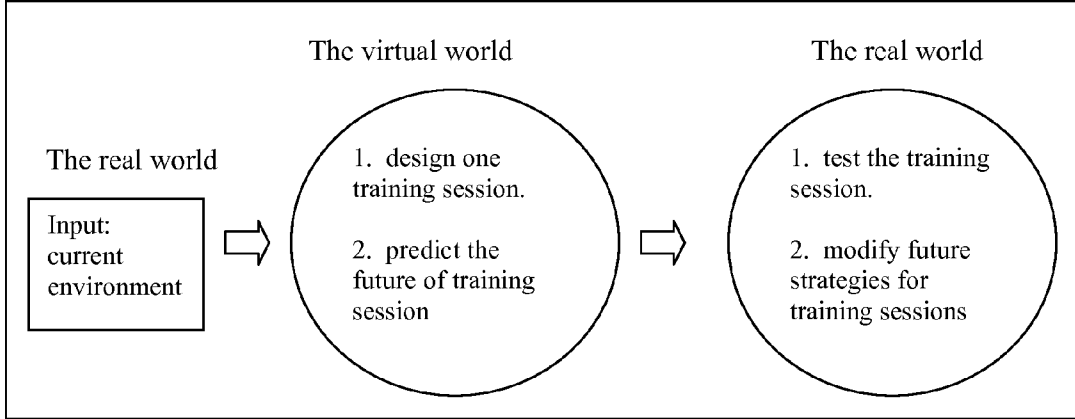 The virtual world
The real world
The real world
Input:
current
environment
1. design one
training session.
2. predict the
future of training
session
1. test the training
session.
2. modify future
strategies for
training sessions